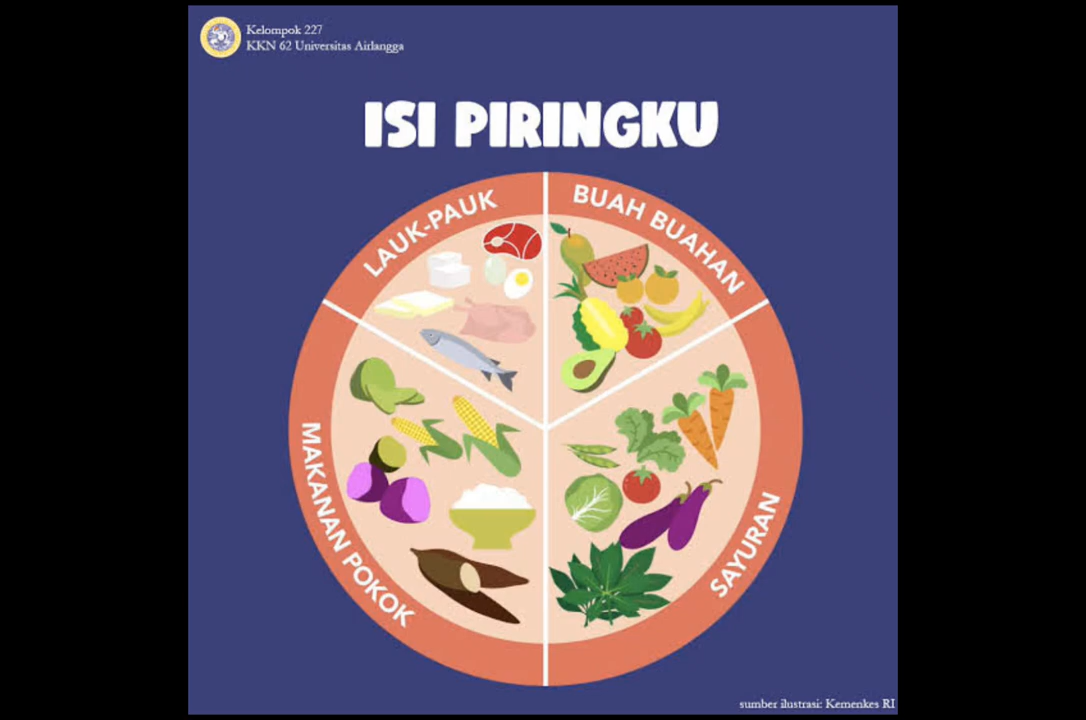 Kelompok 227
KKN 62 Universitas Airlangga
ISI PIRINGKU
LAUK-PAUK
BUAH BUAHAN
MAKANAN POKOK
SAYURAN
sumber ilustrasi: Kemenkes RI